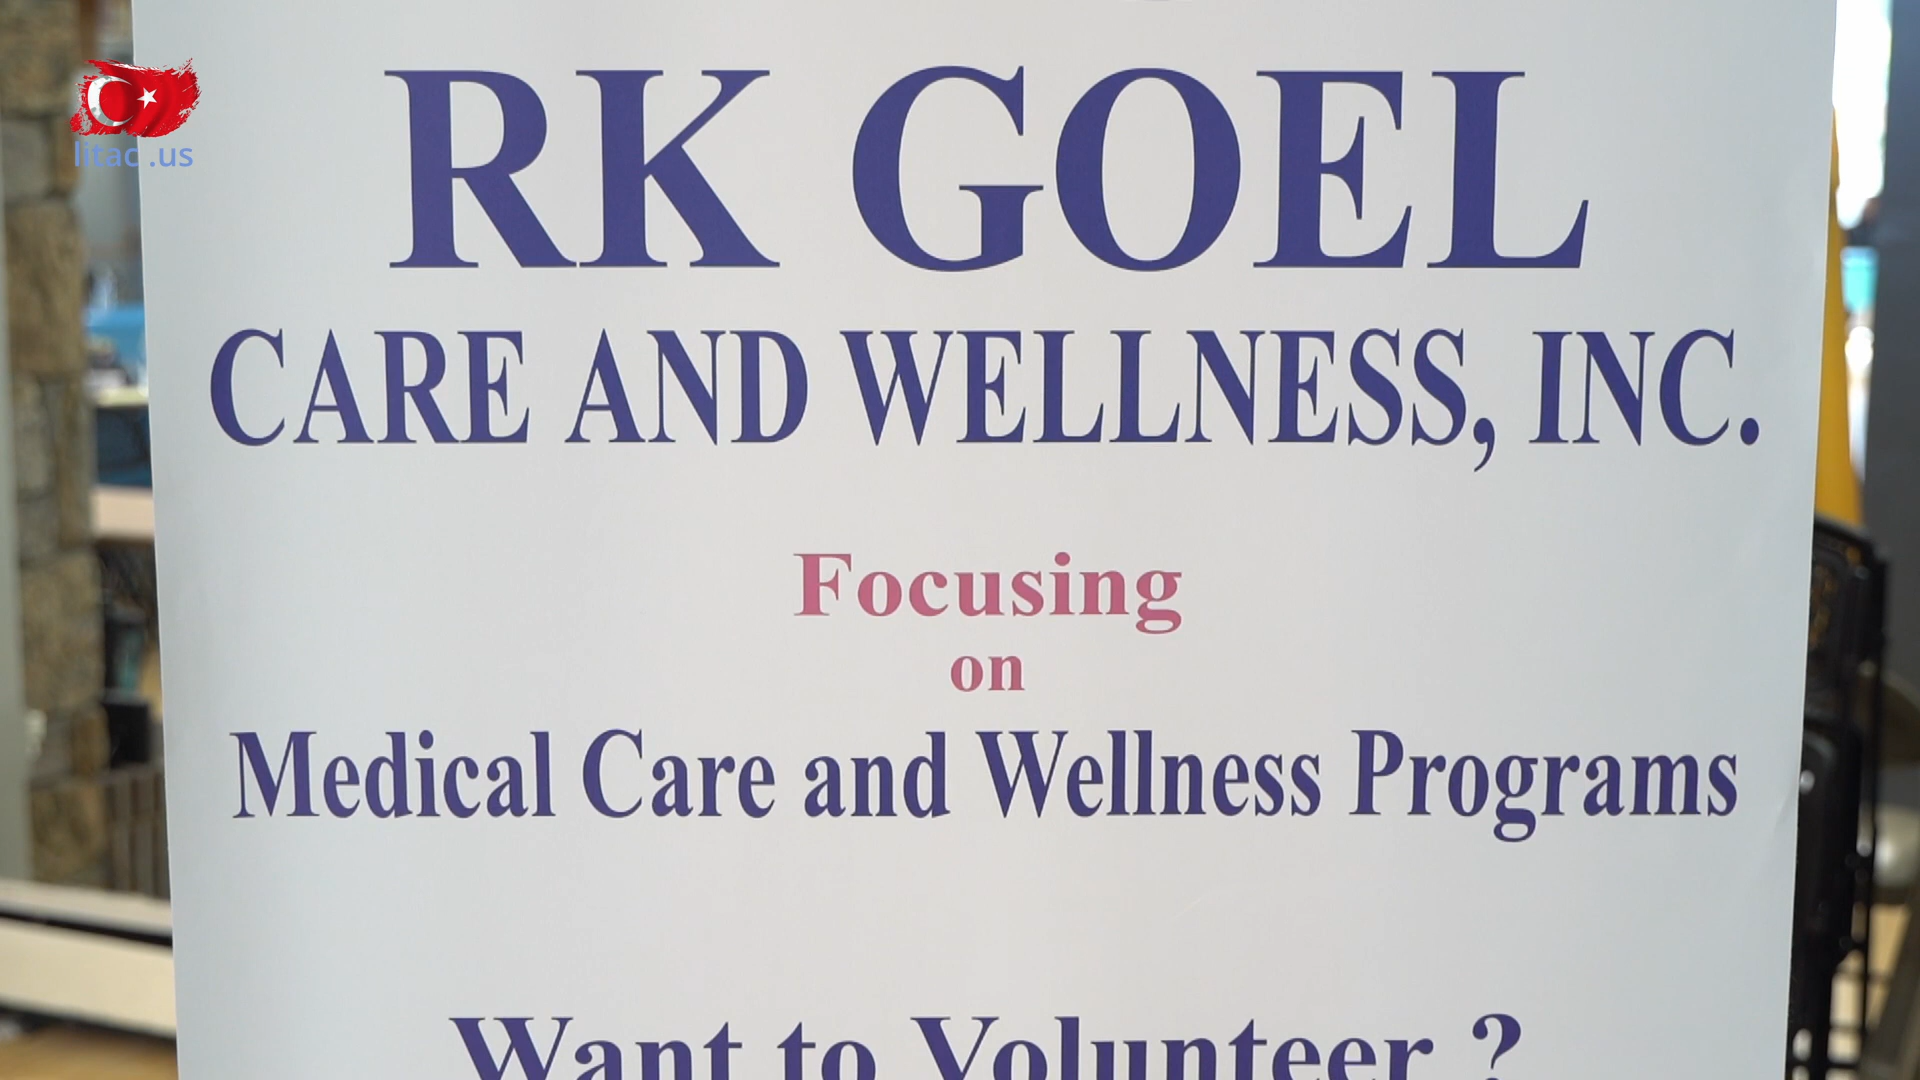 litac .us
RK GOEL
CARE AND WELLNESS, INC.
Focusing
on
Medical Care and Wellness Programs
Want to Volunteer ?